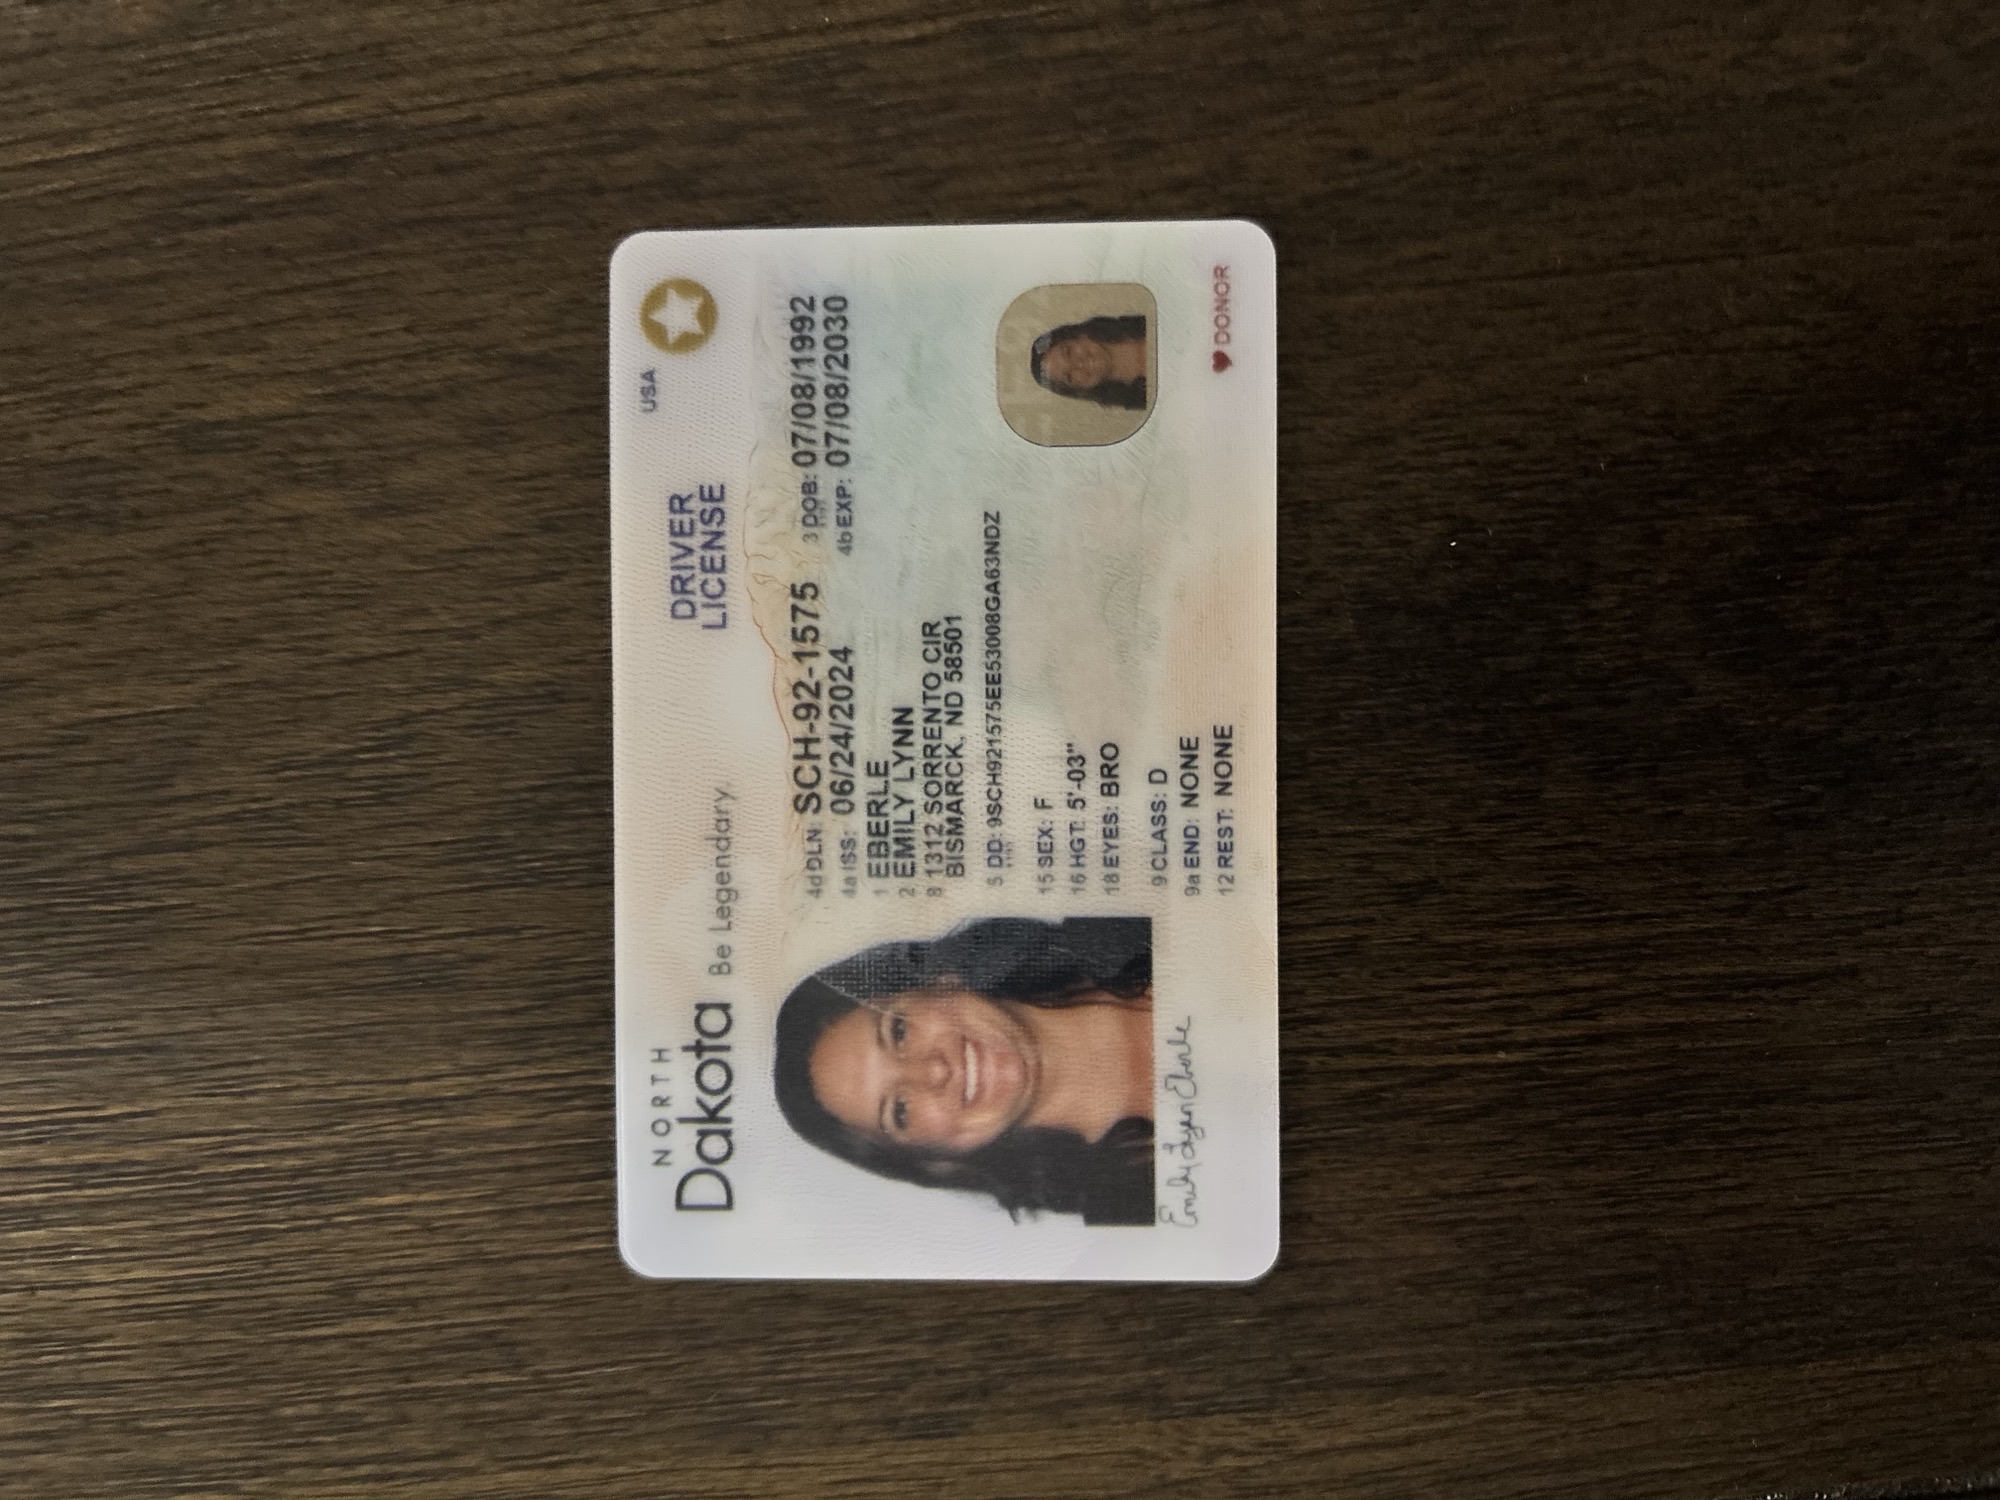 NORTH
Dakota Be Legendary.
DRIVER
LICENSE
USA
4d DLN: SCH-92-1575
3 DOB: 07/08/1992
4a ISS: 06/24/2024
4b EXP: 07/08/2030
1 EBERLE
2 EMILY LYNN
8 1312 SORRENTO CIR
BISMARCK, ND 58501
5 DD: 9SCH921575EE53008GA63NDZ
15 SEX: F
16 HGT: 5'-03"
18 EYES: BRO
9 CLASS: D
9a END: NONE
12 REST: NONE
Emily Lynn Eberle
DONOR